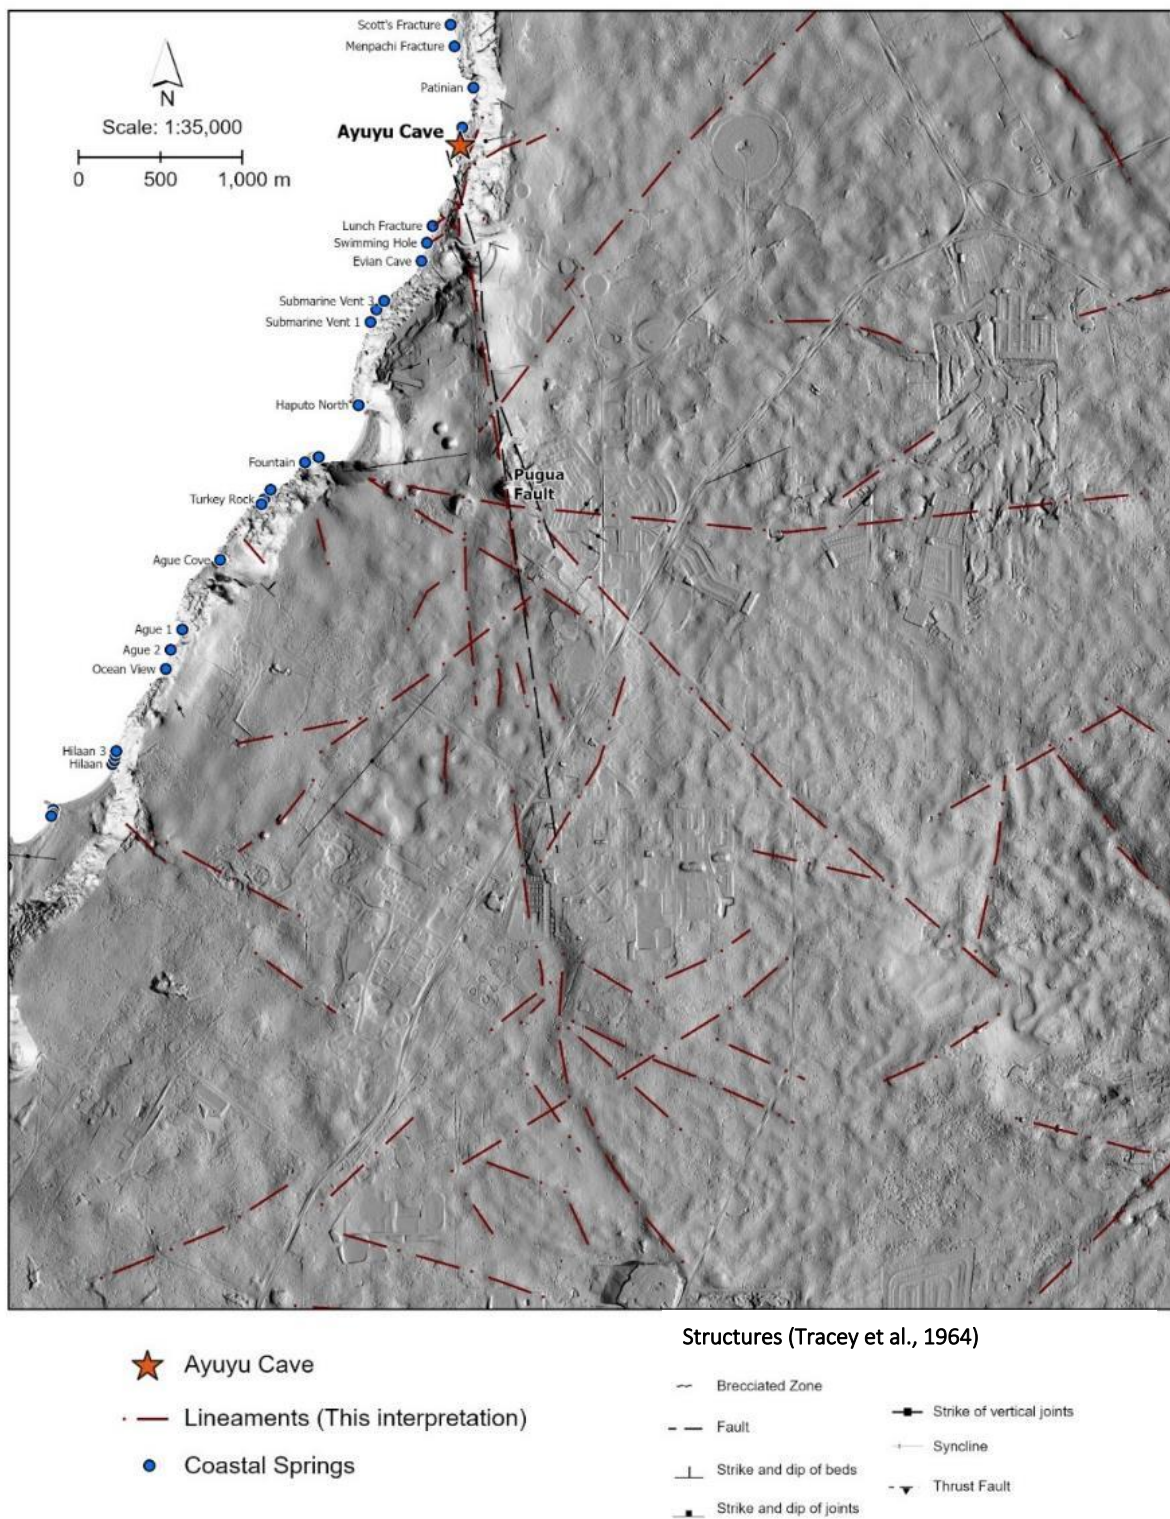 Scott's Fracture
Menpachi Fracture
N
Scale: 1:35,000
Patinian
Ayuyu Cave
0 500 1,000 m
Lunch Fracture
Swimming Hole
Evian Cave
Submarine Vent 3
Submarine Vent 1
Haputo North
Fountain
Pugua
Fault
Turkey Rock
Ague Cove
Ague 1
Ague 2
Ocean View
Hilaan 3
Hilaan
Structures (Tracey et al., 1964)
Ayuyu Cave
Lineaments (This interpretation)
Coastal Springs
Brecciated Zone
Fault
Strike and dip of beds
Strike and dip of joints
Strike of vertical joints
Syncline
Thrust Fault